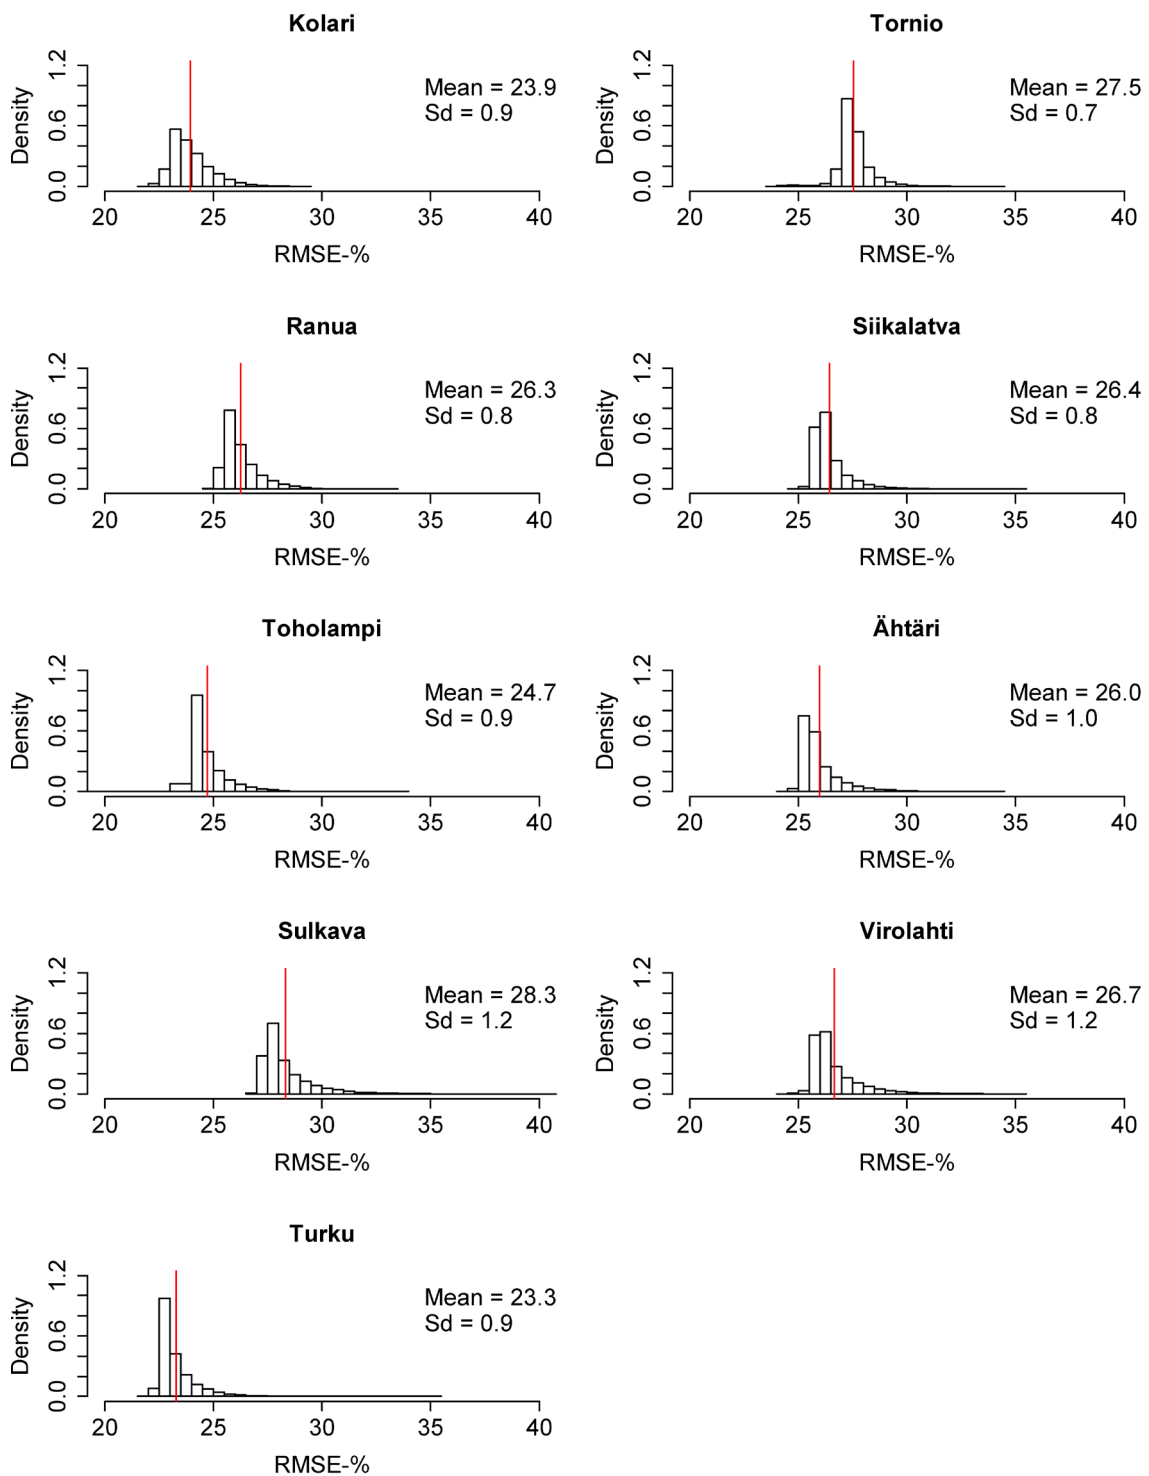 Kolari
Density
0.0 0.6 1.2
Mean = 23.9
Sd = 0.9
20 25 30 35 40
RMSE-%
Tornio
Density
0.0 0.6 1.2
Mean = 27.5
Sd = 0.7
20 25 30 35 40
RMSE-%
Ranua
Density
0.0 0.6 1.2
Mean = 26.3
Sd = 0.8
20 25 30 35 40
RMSE-%
Siikalatva
Density
0.0 0.6 1.2
Mean = 26.4
Sd = 0.8
20 25 30 35 40
RMSE-%
Toholampi
Density
0.0 0.6 1.2
Mean = 24.7
Sd = 0.9
20 25 30 35 40
RMSE-%
Ähtäri
Density
0.0 0.6 1.2
Mean = 26.0
Sd = 1.0
20 25 30 35 40
RMSE-%
Sulkava
Density
0.0 0.6 1.2
Mean = 28.3
Sd = 1.2
20 25 30 35 40
RMSE-%
Virolahti
Density
0.0 0.6 1.2
Mean = 26.7
Sd = 1.2
20 25 30 35 40
RMSE-%
Turku
Density
0.0 0.6 1.2
Mean = 23.3
Sd = 0.9
20 25 30 35 40
RMSE-%